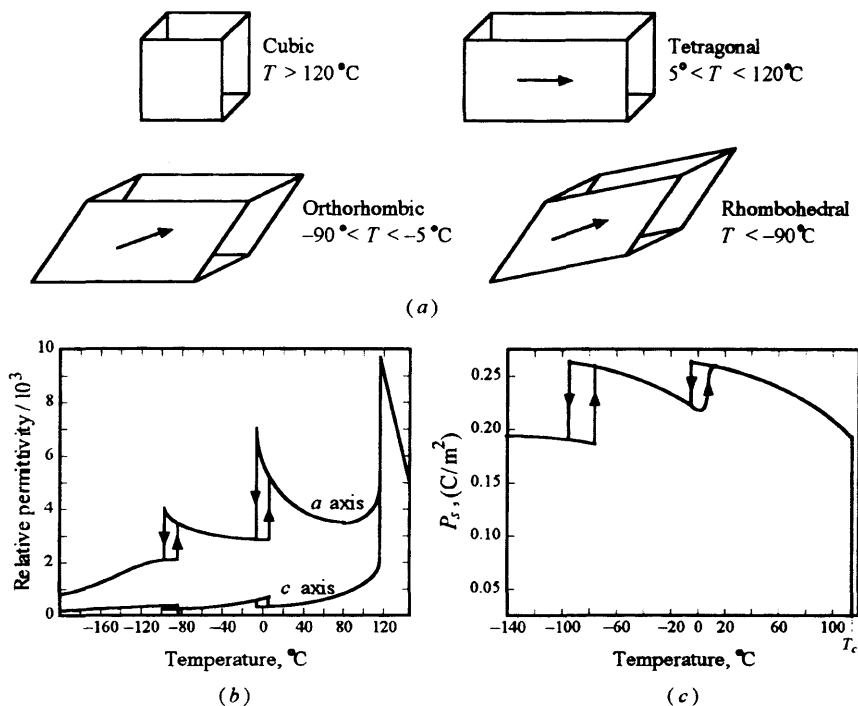 Cubic
T > 120 °C
Tetragonal
5° < T < 120°C
Orthorhombic
–90 °< T < –5 °C
Rhombohedral
T < –90°C
(a)
Relative permittivity / 10³
10
8
6
4
2
0
a axis
c axis
–160 –120 –80 –40 0 40 80 120
Temperature, °C
(b)
Pₛ , (C/m²)
0.25
0.20
0.15
0.10
0.05
–140 –100 –60 –20 0 20 60 100
T_c
Temperature, °C
(c)